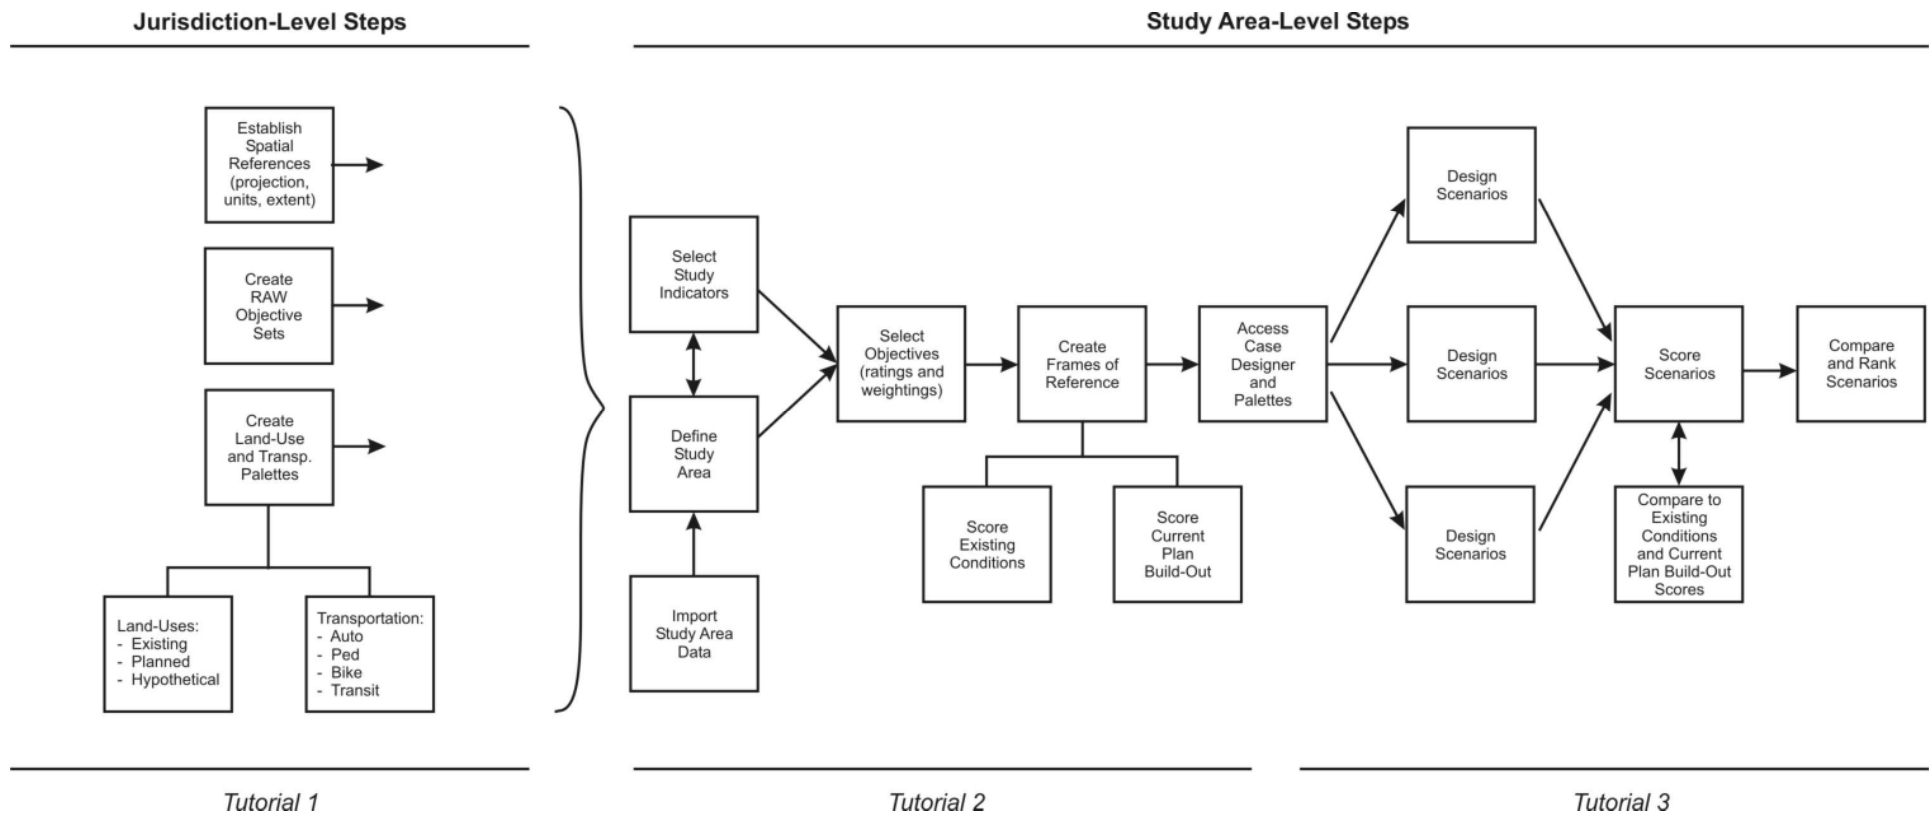 Jurisdiction-Level Steps
Study Area-Level Steps
Establish
Spatial
References
(projection,
units, extent)
Create
RAW
Objective
Sets
Create
Land-Use
and Transp.
Palettes
Land-Uses:
- Existing
- Planned
- Hypothetical
Transportation:
- Auto
- Ped
- Bike
- Transit
Select
Study
Indicators
Define
Study
Area
Import
Study Area
Data
Select
Objectives
(ratings and
weightings)
Create
Frames of
Reference
Score
Existing
Conditions
Score
Current
Plan
Build-Out
Access
Case
Designer
and
Palettes
Design
Scenarios
Design
Scenarios
Design
Scenarios
Score
Scenarios
Compare to
Existing
Conditions
and Current
Plan Build-Out
Scores
Compare
and Rank
Scenarios
Tutorial 1
Tutorial 2
Tutorial 3